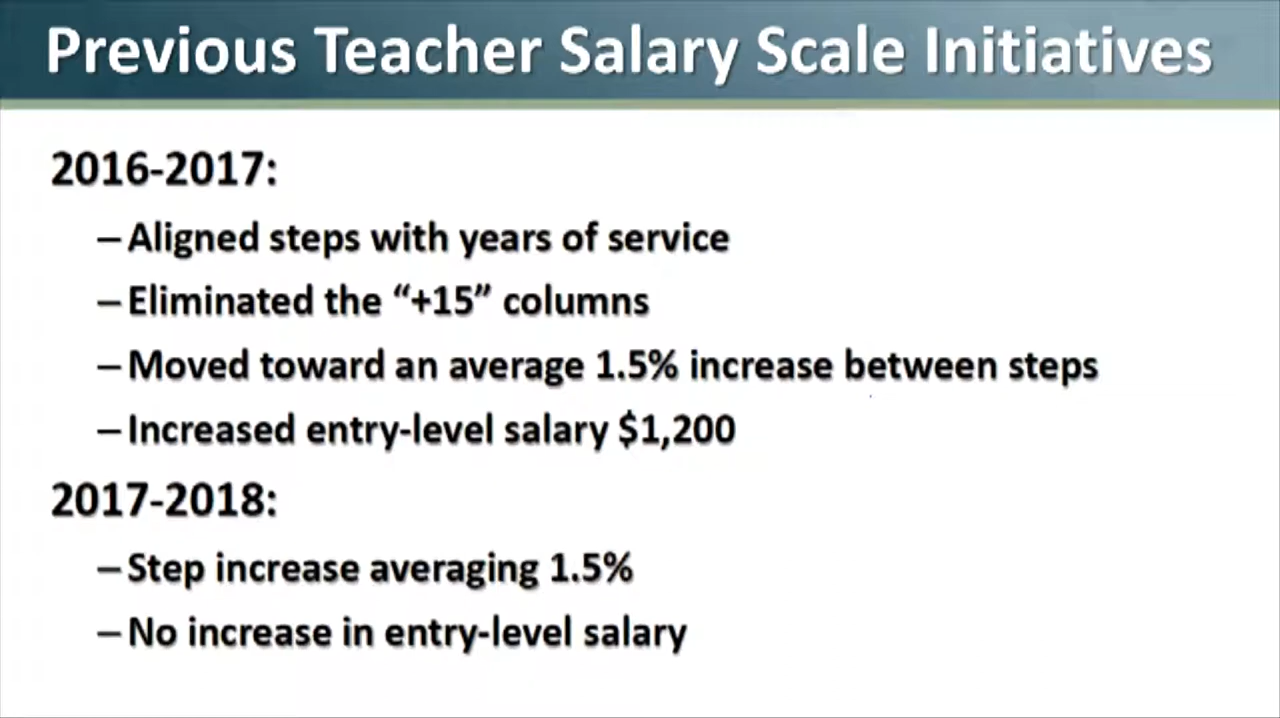 Previous Teacher Salary Scale Initiatives
2016-2017:
– Aligned steps with years of service
– Eliminated the “+15” columns
– Moved toward an average 1.5% increase between steps
– Increased entry-level salary $1,200
2017-2018:
– Step increase averaging 1.5%
– No increase in entry-level salary